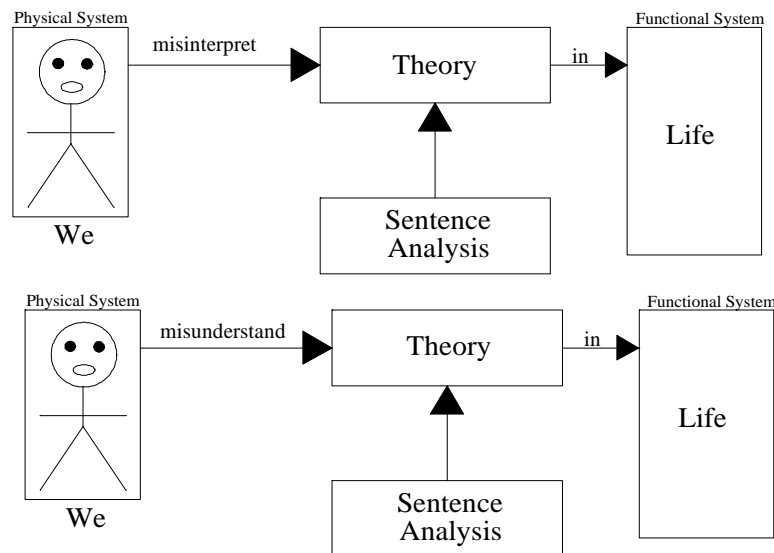 Physical System
Functional System
misinterpret
Theory
in
Life
Sentence
Analysis
We
Physical System
Functional System
misunderstand
Theory
in
Life
Sentence
Analysis
We